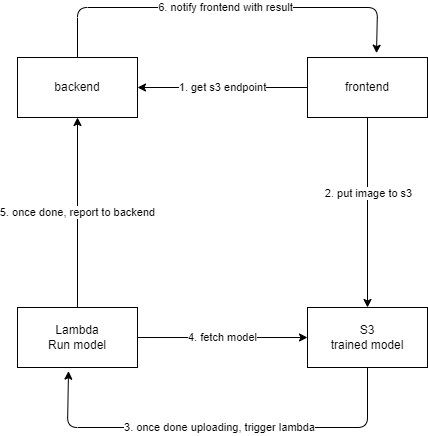 6. notify frontend with result
backend
1. get s3 endpoint
frontend
2. put image to s3
5. once done, report to backend
Lambda
Run model
4. fetch model
S3
trained model
3. once done uploading, trigger lambda